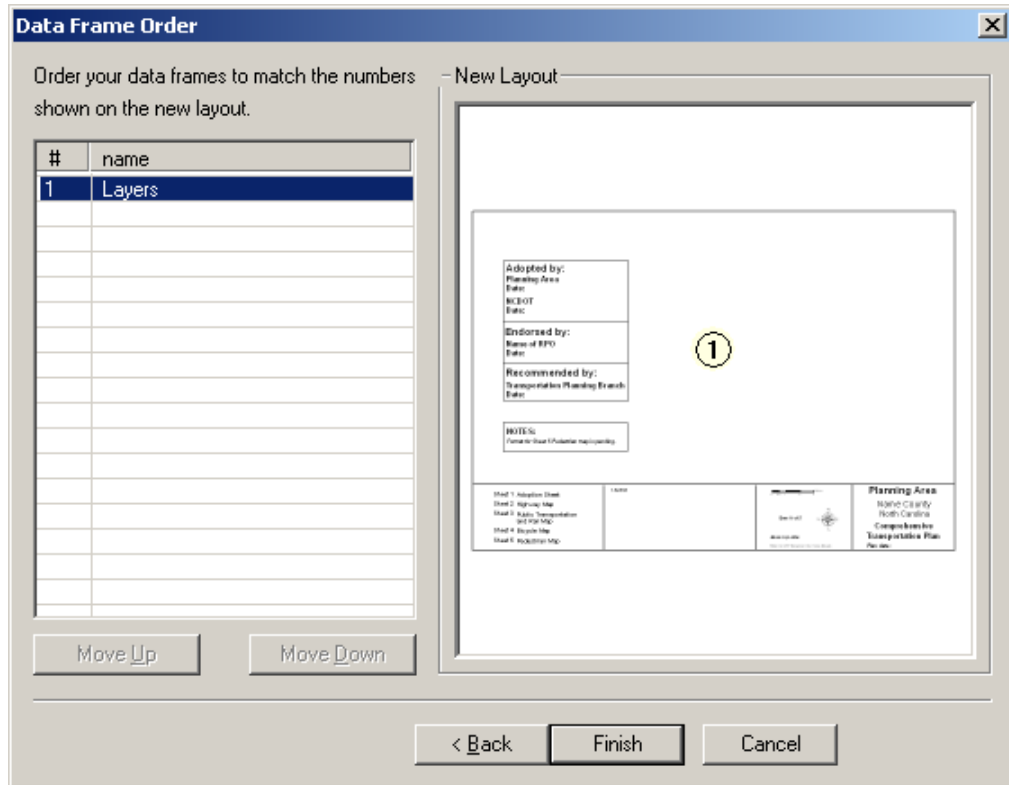 Data Frame Order
Order your data frames to match the numbers
shown on the new layout.
# name
1 Layers
Move Up
Move Down
New Layout
Adopted by:
Planning Area
Date:
NCDOT
Date:
Endorsed by:
Name of RPO
Date:
Recommended by:
Transportation Planning Branch
Date:
NOTES:
1
Sheet 1 Adoption Sheet
Sheet 2 Highway Map
Sheet 3 Public Transportation
and Rail Map
Sheet 4 Bicycle Map
Sheet 5 Pedestrian Map
Planning Area
Name County
North Carolina
Comprehensive
Transportation Plan
Plan date:
< Back
Finish
Cancel